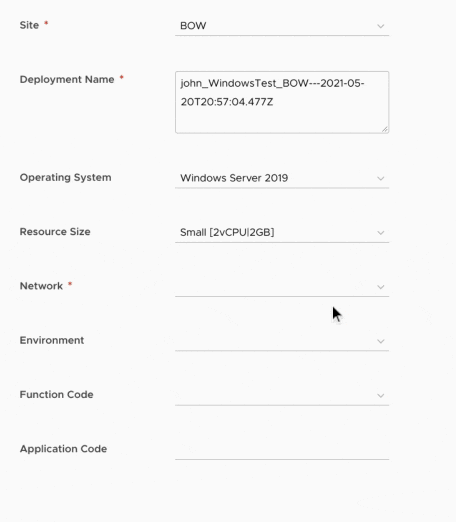 Site * BOW
Deployment Name * john_WindowsTest_BOW---2021-05-
20T20:57:04.477Z
Operating System Windows Server 2019
Resource Size Small [2vCPU|2GB]
Network *
Environment
Function Code
Application Code